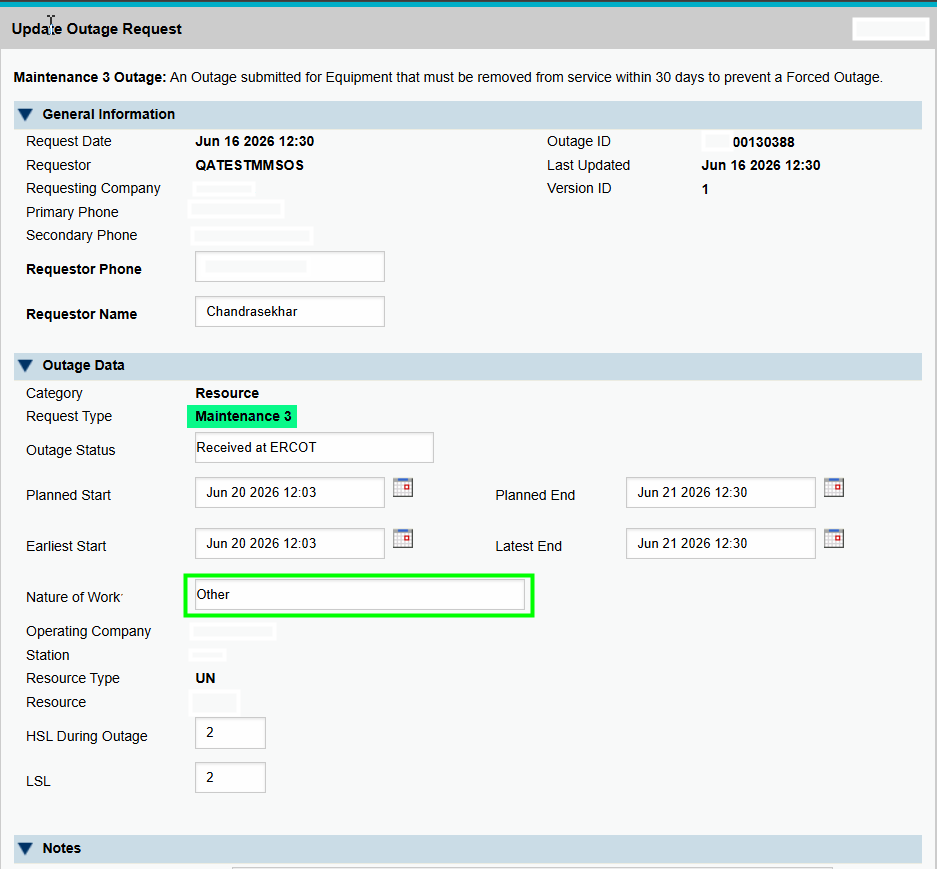 Update Outage Request
Maintenance 3 Outage: An Outage submitted for Equipment that must be removed from service within 30 days to prevent a Forced Outage.
General Information
Request Date Jun 16 2026 12:30 Outage ID 00130388
Requestor QATESTMMSOS Last Updated Jun 16 2026 12:30
Requesting Company Version ID 1
Primary Phone
Secondary Phone
Requestor Phone
Requestor Name Chandrasekhar
Outage Data
Category Resource
Request Type Maintenance 3
Outage Status Received at ERCOT
Planned Start Jun 20 2026 12:03 Planned End Jun 21 2026 12:30
Earliest Start Jun 20 2026 12:03 Latest End Jun 21 2026 12:30
Nature of Work Other
Operating Company
Station
Resource Type UN
Resource
HSL During Outage 2
LSL 2
Notes